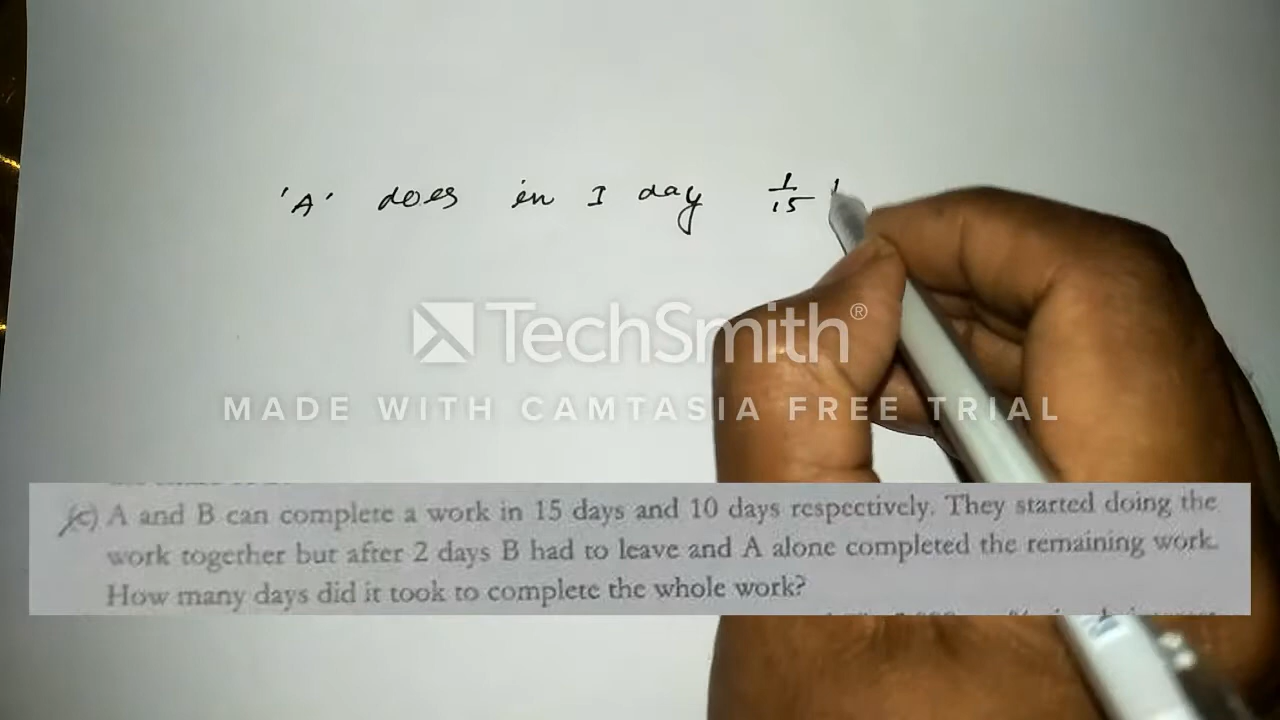 'A' does in 1 day 1/15
TechSmith®
MADE WITH CAMTASIA FREE TRIAL
(c) A and B can complete a work in 15 days and 10 days respectively. They started doing the
work together but after 2 days B had to leave and A alone completed the remaining work.
How many days did it took to complete the whole work?